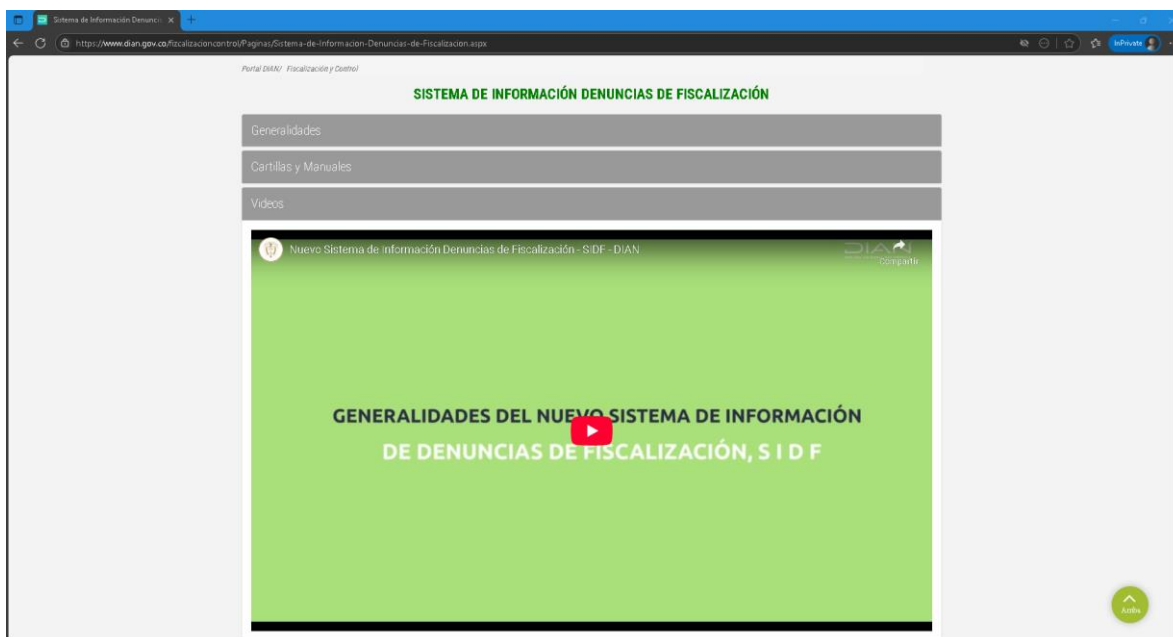 Sistema de Información Denuncia
https://www.dian.gov.co/fizcalizacioncontrol/Paginas/Sistema-de-Informacion-Denuncias-de-Fiscalizacion.aspx
InPrivate
Portal DIAN/ Fiscalización y Control
SISTEMA DE INFORMACIÓN DENUNCIAS DE FISCALIZACIÓN
Generalidades
Cartillas y Manuales
Videos
Nuevo Sistema de Información Denuncias de Fiscalización - SIDF - DIAN
DIAN
Compartir
GENERALIDADES DEL NUEVO SISTEMA DE INFORMACIÓN
DE DENUNCIAS DE FISCALIZACIÓN, S I D F
Arriba